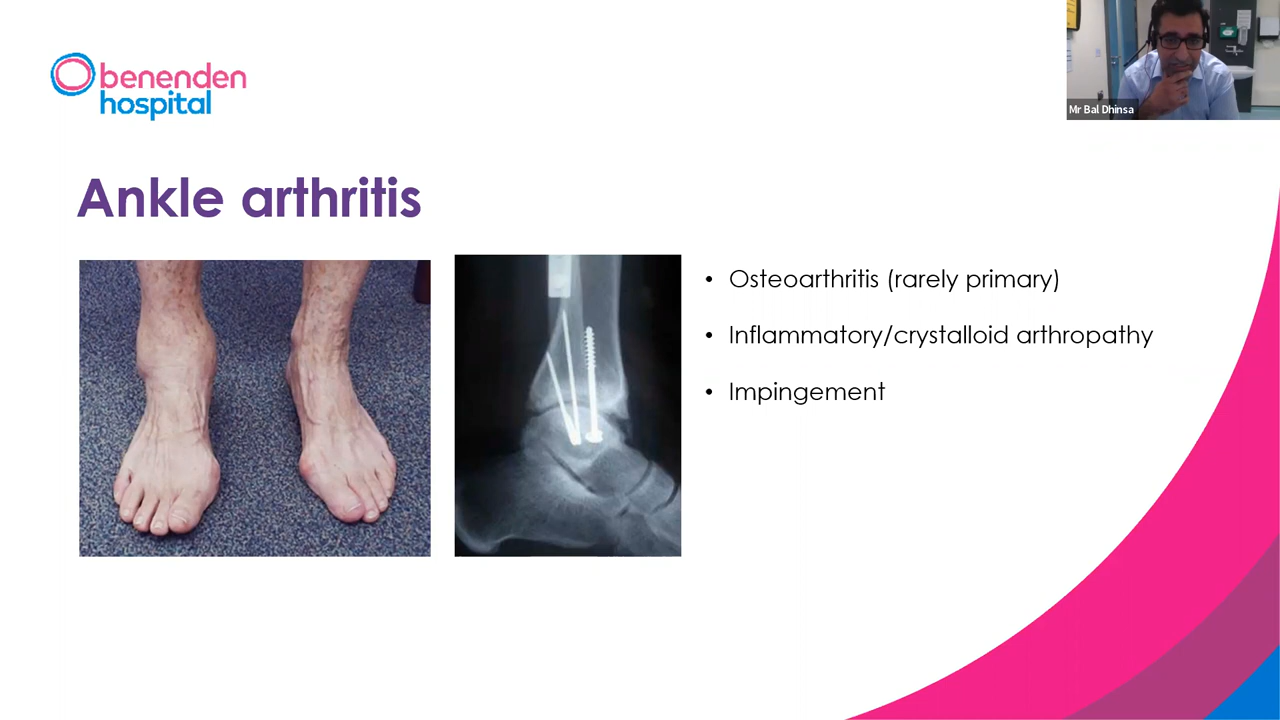 benenden
hospital
Mr Bal Dhinsa
Ankle arthritis
• Osteoarthritis (rarely primary)
• Inflammatory/crystalloid arthropathy
• Impingement